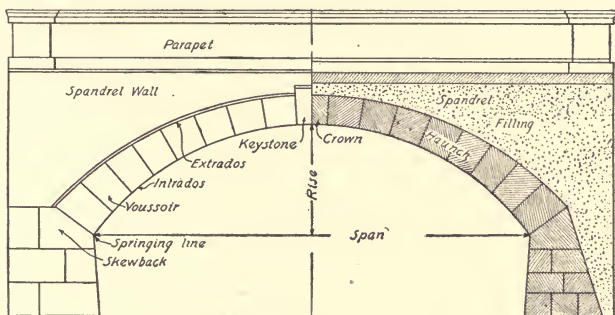 Parapet
Spandrel Wall
Spandrel
Filling
Keystone
Crown
Haunch
Extrados
Intrados
Rise
Voussoir
Span
Springing line
Skewback